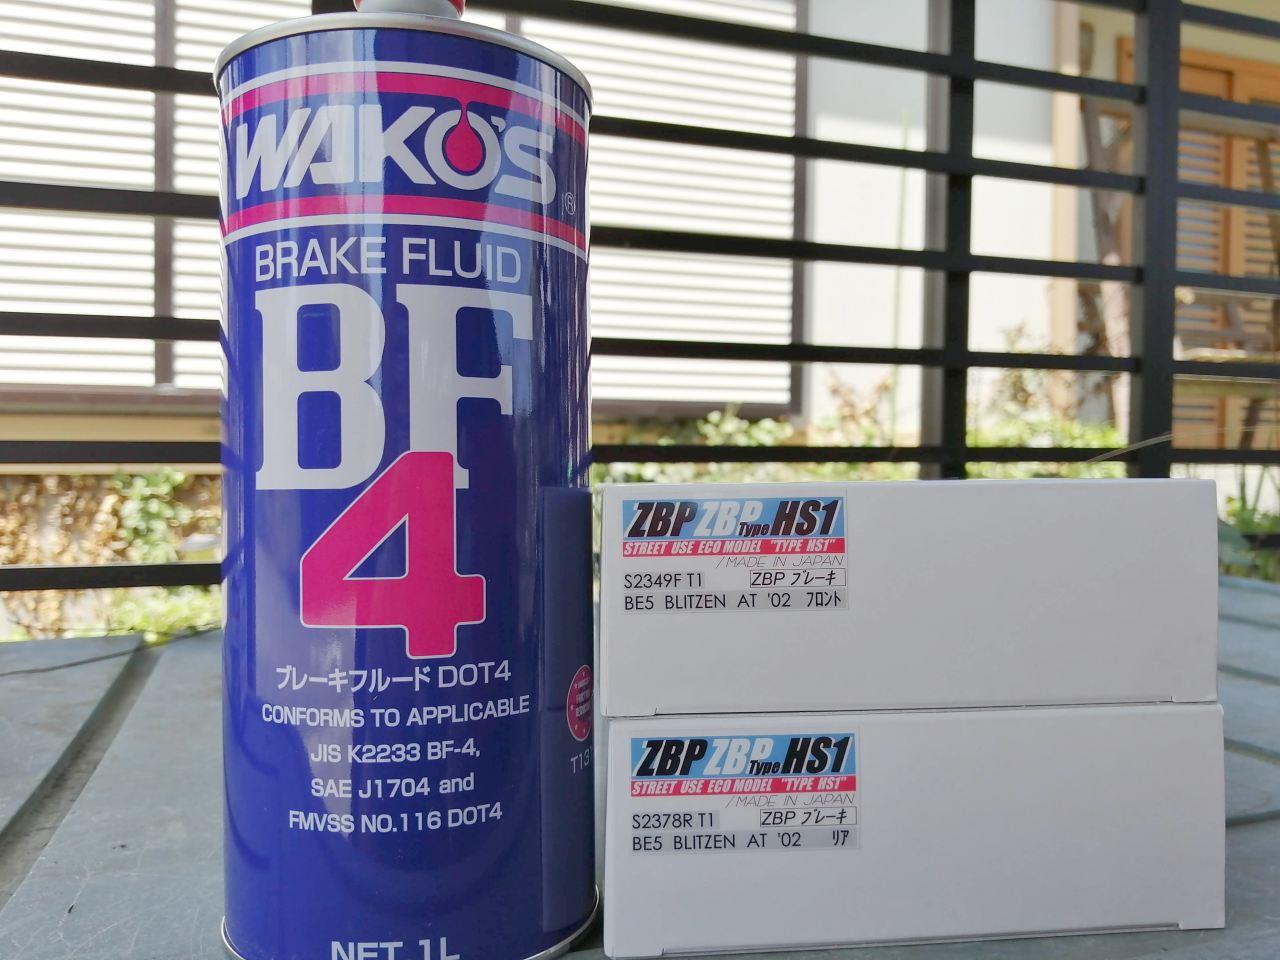 WAKO'S
®
BRAKE FLUID
BF
4
ブレーキフルード DOT4
CONFORMS TO APPLICABLE
JIS K2233 BF-4,
SAE J1704 and
FMVSS NO.116 DOT4
NET 1L
T13
ZBP ZBP Type HS1
STREET USE ECO MODEL "TYPE HS1"
/MADE IN JAPAN
S2349F T1 ZBP ブレーキ
BE5 BLITZEN AT '02 フロント
ZBP ZBP Type HS1
STREET USE ECO MODEL "TYPE HS1"
/MADE IN JAPAN
S2378R T1 ZBP ブレーキ
BE5 BLITZEN AT '02 リア